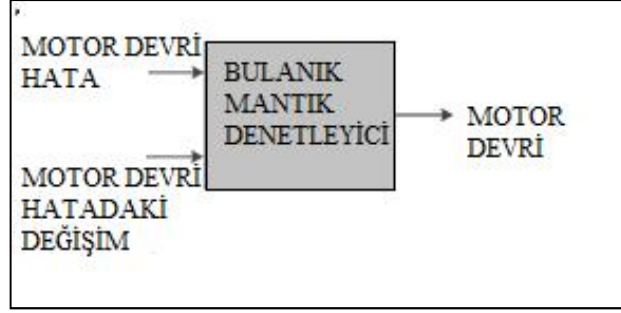 MOTOR DEVRİ
HATA
BULANIK
MANTIK
DENETLEYİCİ
MOTOR
DEVRİ
MOTOR DEVRİ
HATADAKİ
DEĞİŞİM